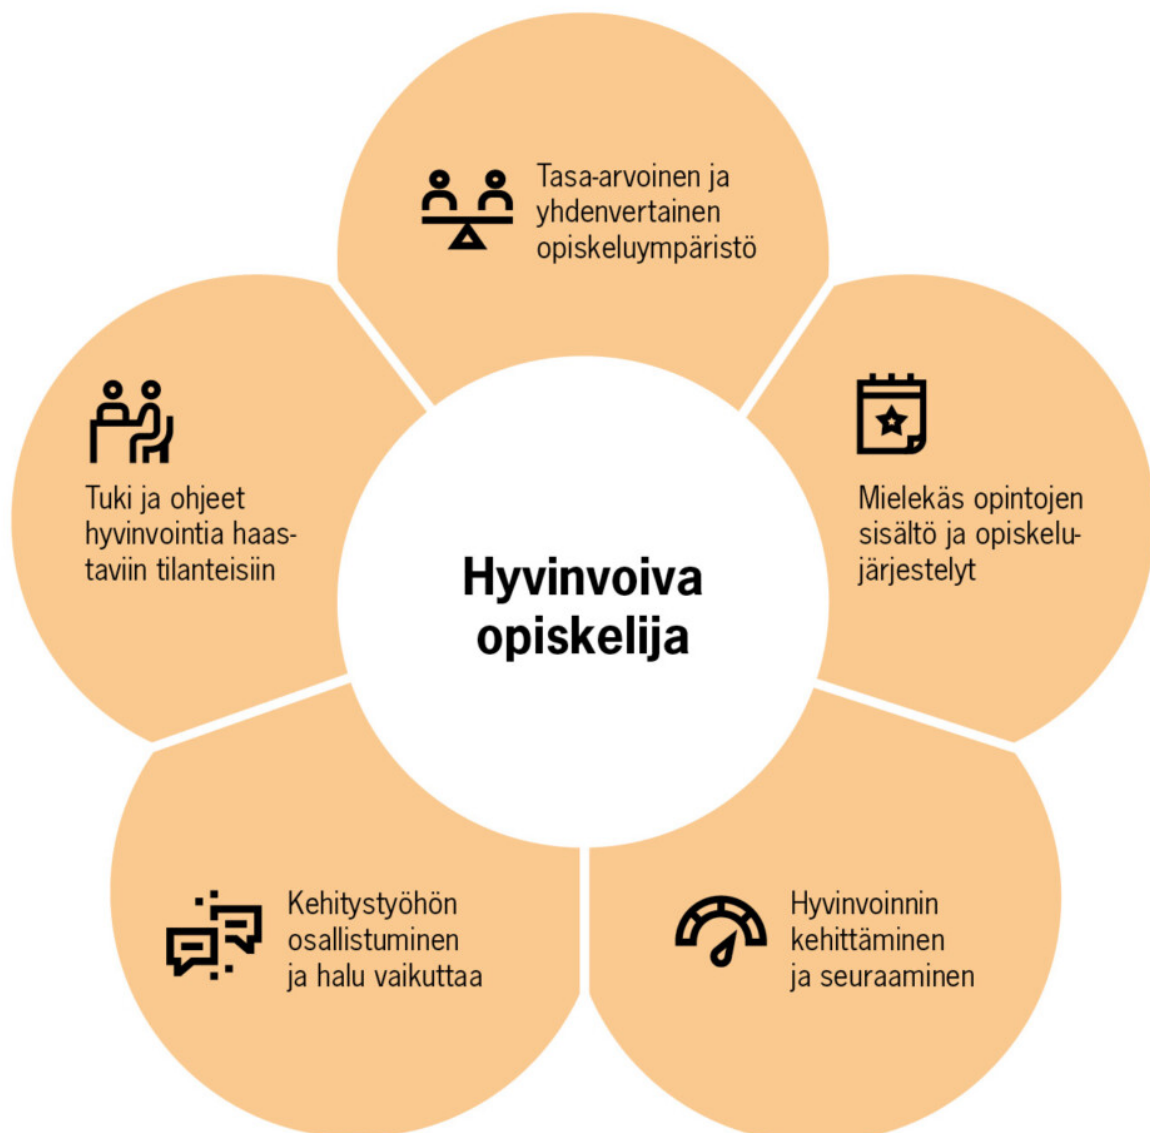 Tasa-arvoinen ja
yhdenvertainen
opiskeluympäristö
Mielekäs opintojen
sisältö ja opiskelu-
järjestelyt
Hyvinvoinnin
kehittäminen
ja seuraaminen
Kehitystyöhön
osallistuminen
ja halu vaikuttaa
Tuki ja ohjeet
hyvinvointia haas-
taviin tilanteisiin
Hyvinvoiva
opiskelija